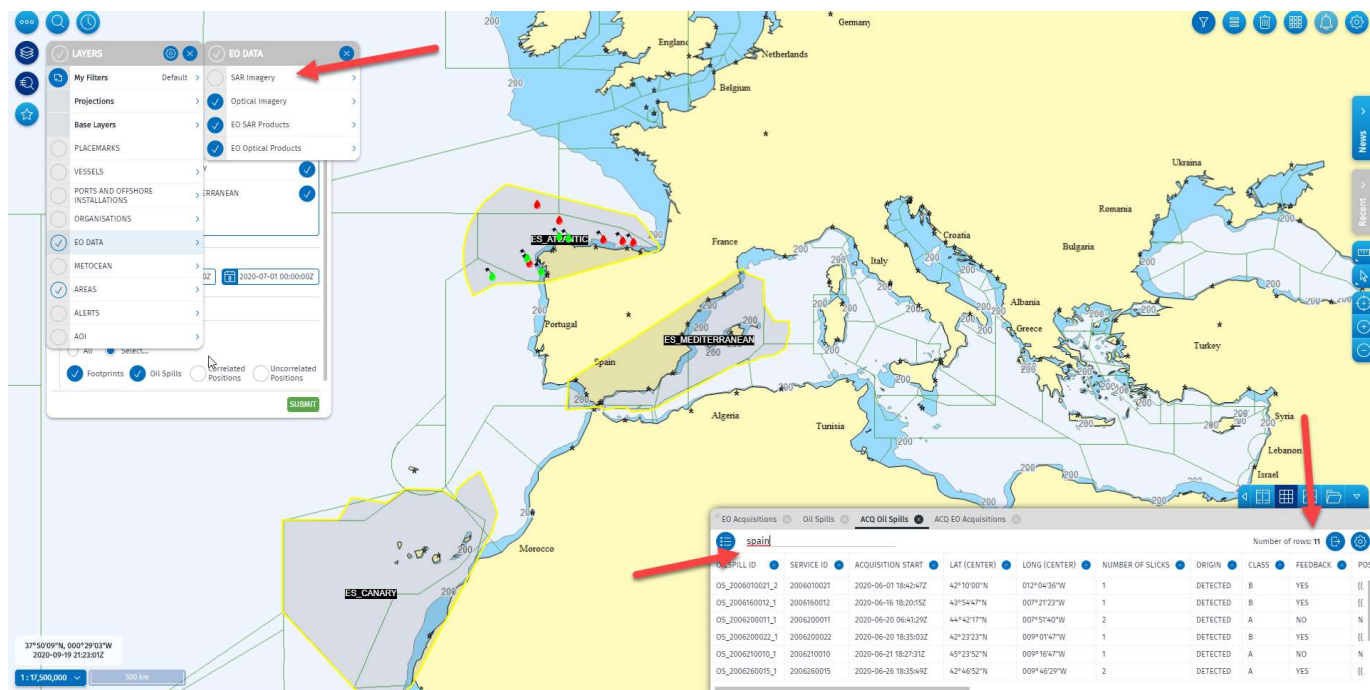 LAYERS
EO DATA
My Filters Default
Projections
Base Layers
PLACEMARKS
VESSELS
PORTS AND OFFSHORE
INSTALLATIONS
ORGANISATIONS
EO DATA
METOCEAN
AREAS
ALERTS
AOI
SAR Imagery
Optical Imagery
EO SAR Products
EO Optical Products
ERRANEAN
2020-07-01 00:00:00Z
All Select...
Footprints Oil Spills Correlated
Positions Uncorrelated
Positions
SUBMIT
Germany
England
Netherlands
Belgium
Ukraina
Romania
Croatia
France
Italy
Bulgaria
Albania
Portugal
Greece
Turkey
Spain
Algeria
Tunisia
Syria
Lebanon
Israel
Morocco
200
ES_ATLANTIC
ES_MEDITERRANEAN
ES_CANARY
News
Recent
EO Acquisitions Oil Spills ACQ Oil Spills ACQ EO Acquisitions
spain
Number of rows: 11
OILSPILL ID SERVICE ID ACQUISITION START LAT (CENTER) LONG (CENTER) NUMBER OF SLICKS ORIGIN CLASS FEEDBACK POS
OS_2006010021_2 2006010021 2020-06-01 18:42:47Z 42°10'00"N 012°04'36"W 1 DETECTED B YES {{
OS_2006160012_1 2006160012 2020-06-16 18:20:15Z 43°54'47"N 007°21'23"W 1 DETECTED B YES {{
OS_2006200011_1 2006200011 2020-06-20 06:41:29Z 44°42'17"N 007°51'40"W 2 DETECTED A NO N
OS_2006200022_1 2006200022 2020-06-20 18:35:03Z 42°23'23"N 009°01'47"W 1 DETECTED B YES {{
OS_2006210010_1 2006210010 2020-06-21 18:27:31Z 45°23'52"N 009°16'47"W 1 DETECTED A NO N
OS_2006260015_1 2006260015 2020-06-26 18:35:49Z 42°46'52"N 009°46'29"W 2 DETECTED A YES {{
37°50'09"N, 000°29'03"W
2020-09-19 21:23:01Z
1 : 17,500,000
500 km